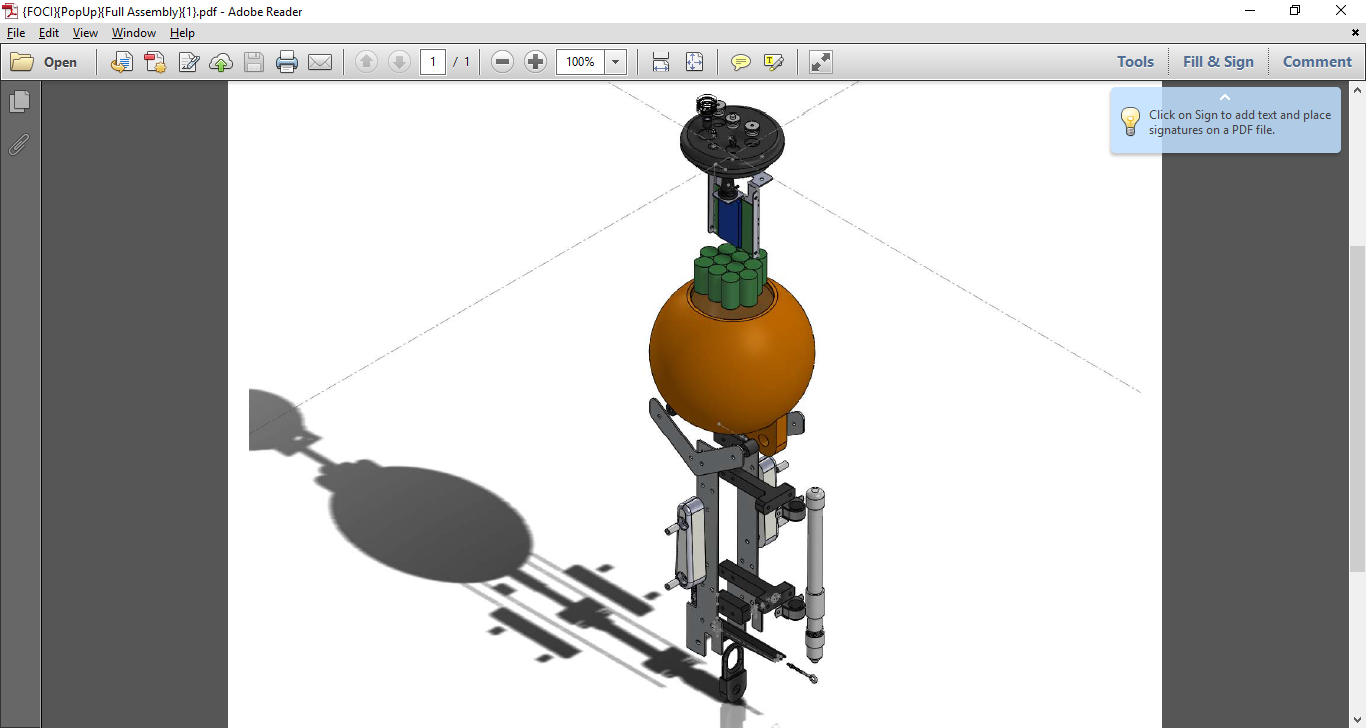 {FOCI}{PopUp}{Full Assembly}{1}.pdf - Adobe Reader
File Edit View Window Help
Open 1 / 1 100% Tools Fill & Sign Comment
Click on Sign to add text and place
signatures on a PDF file.